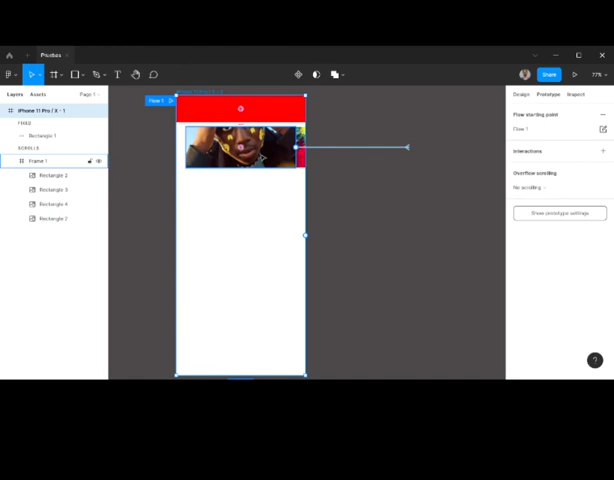 Pruebas
Share
77%
Layers
Assets
Page 1
iPhone 11 Pro / X - 1
FIXED
Rectangle 1
SCROLLS
Frame 1
Rectangle 2
Rectangle 3
Rectangle 4
Rectangle 2
Flow 1
Design
Prototype
Inspect
Flow starting point
Flow 1
Interactions
Overflow scrolling
No scrolling
Show prototype settings
?